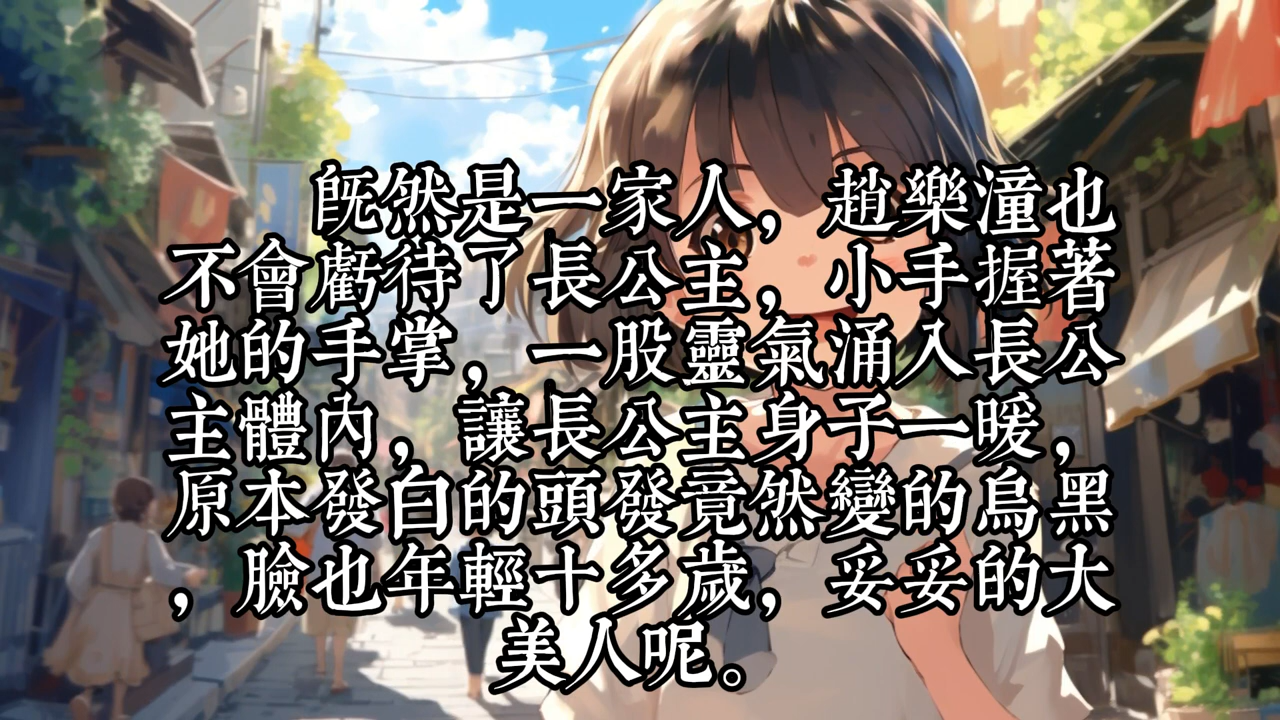 既然是一家人，趙樂潼也
不會虧待了長公主，小手握著
她的手掌，一股靈氣涌入長公
主體內，讓長公主身子一暖，
原本發白的頭發竟然變的烏黑
，臉也年輕十多歲，妥妥的大
美人呢。